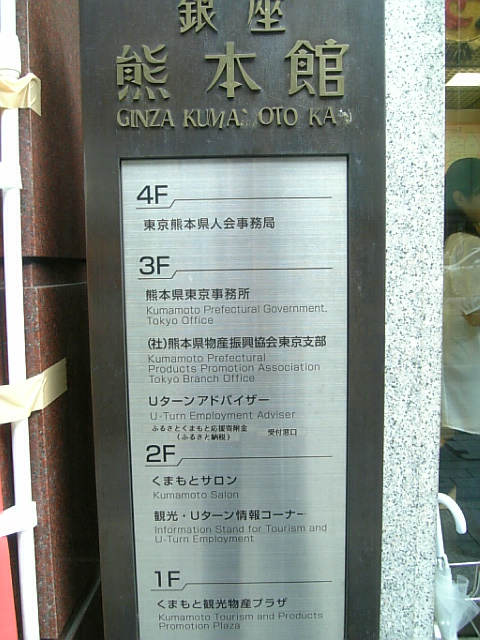 銀座
熊本館
GINZA KUMAMOTO KAN
4F
東京熊本県人会事務局
3F
熊本県東京事務所
Kumamoto Prefectural Government.
Tokyo Office
(社)熊本県物産振興協会東京支部
Kumamoto Prefectural
Products Promotion Association
Tokyo Branch Office
Uターンアドバイザー
U-Turn Employment Adviser
ふるさとくまもと応援寄附金
(ふるさと納税) 受付窓口
2F
くまもとサロン
Kumamoto Salon
観光・Uターン情報コーナー
Information Stand for Tourism and
U-Turn Employment
1F
くまもと観光物産プラザ
Kumamoto Tourism and Products
Promotion Plaza